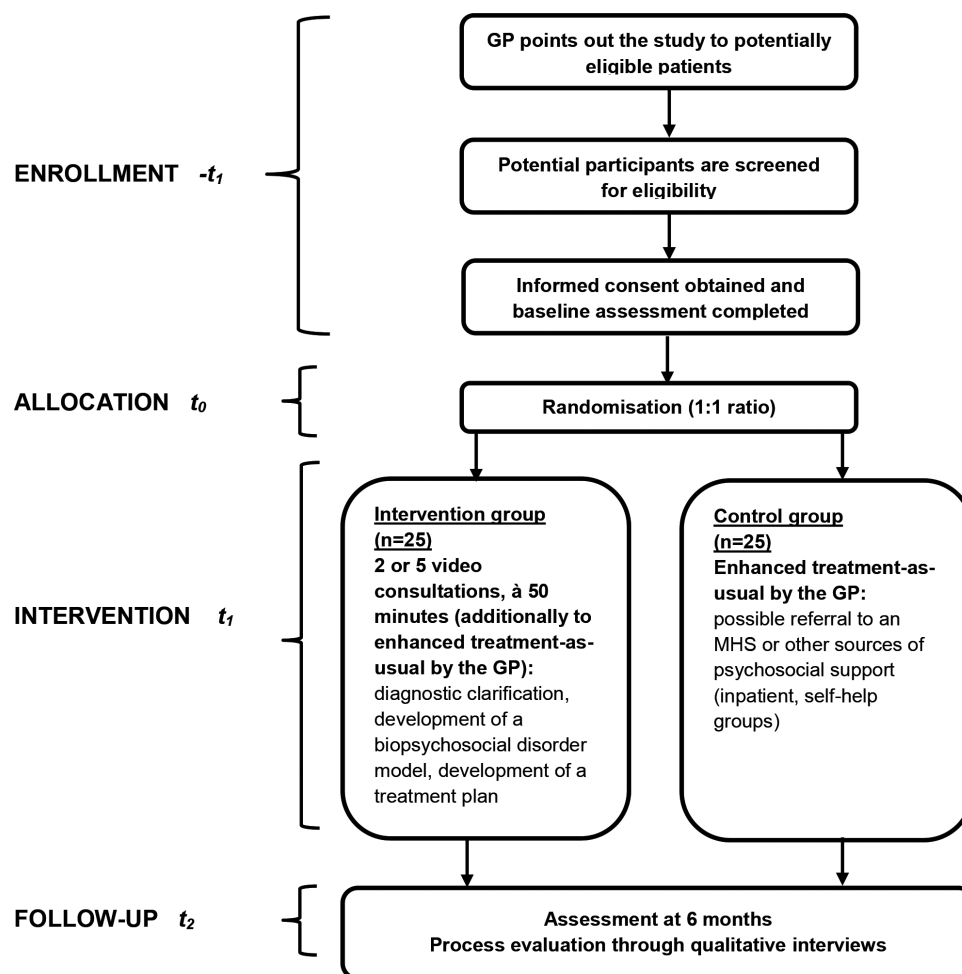 GP points out the study to potentially
eligible patients
ENROLLMENT -t1
Potential participants are screened
for eligibility
Informed consent obtained and
baseline assessment completed
ALLOCATION t0
Randomisation (1:1 ratio)
INTERVENTION t1
Intervention group
(n=25)
2 or 5 video
consultations, à 50
minutes (additionally to
enhanced treatment-as-
usual by the GP):
diagnostic clarification,
development of a
biopsychosocial disorder
model, development of a
treatment plan
Control group
(n=25)
Enhanced treatment-as-
usual by the GP:
possible referral to an
MHS or other sources of
psychosocial support
(inpatient, self-help
groups)
FOLLOW-UP t2
Assessment at 6 months
Process evaluation through qualitative interviews